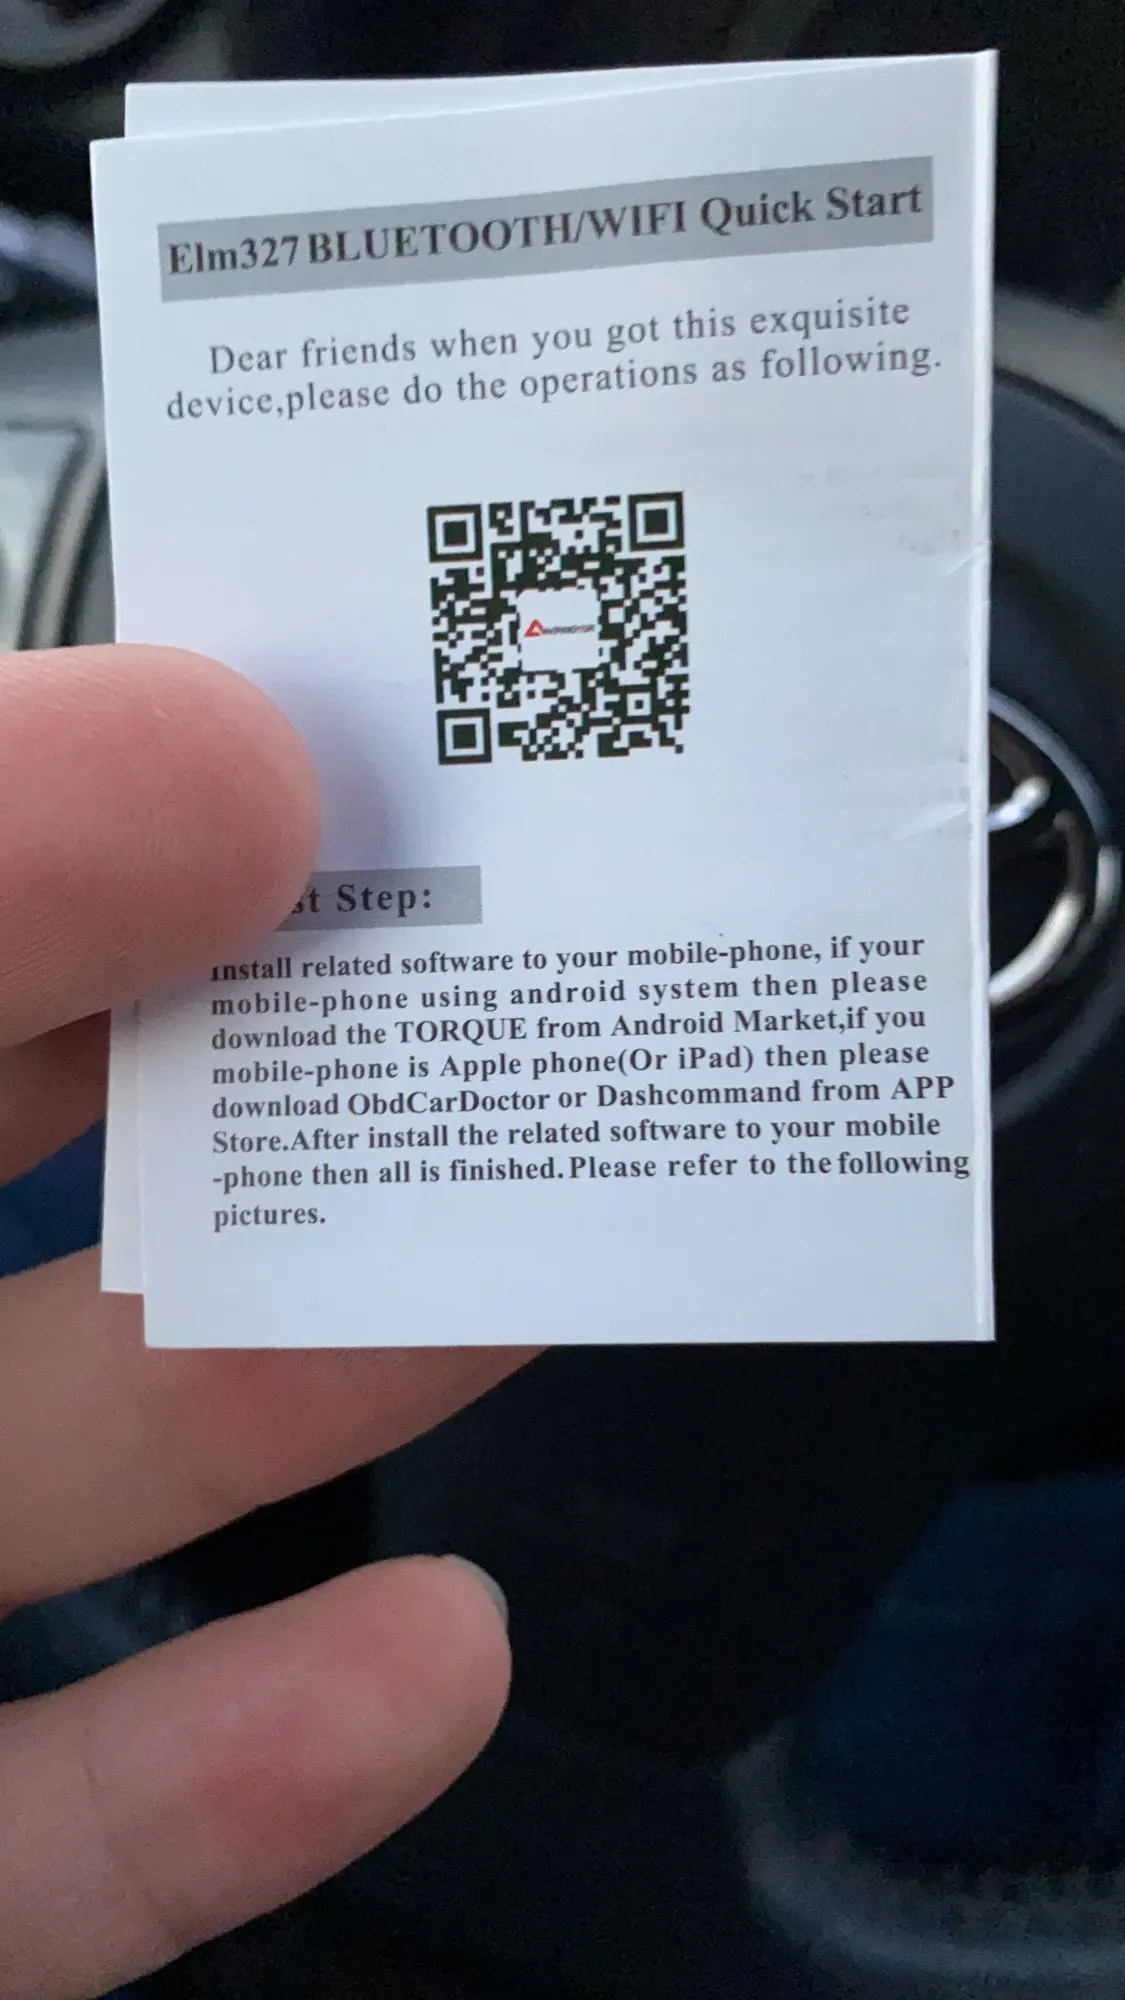 Elm327 BLUETOOTH/WIFI Quick Start
Dear friends when you got this exquisite
device,please do the operations as following.
Step:
install related software to your mobile-phone, if your
mobile-phone using android system then please
download the TORQUE from Android Market,if you
mobile-phone is Apple phone(Or iPad) then please
download ObdCarDoctor or Dashcommand from APP
Store.After install the related software to your mobile
-phone then all is finished.Please refer to the following
pictures.